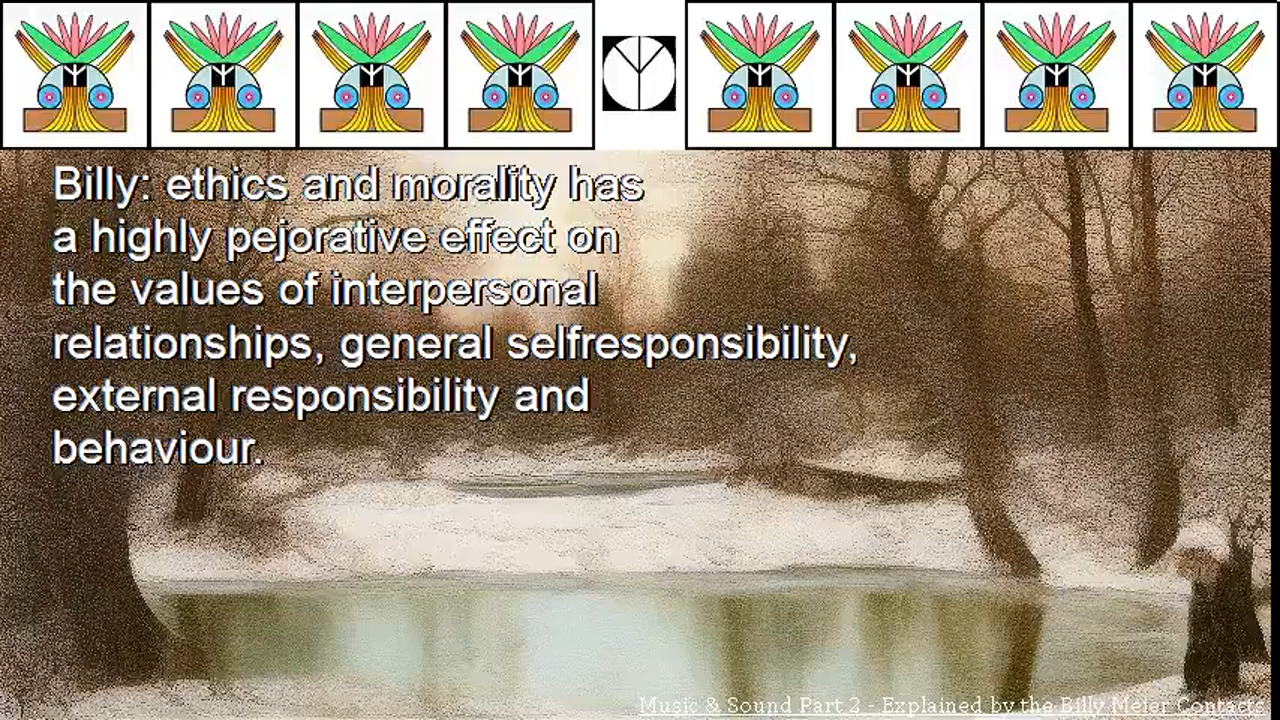 Billy: ethics and morality has
a highly pejorative effect on
the values of interpersonal
relationships, general selfresponsibility,
external responsibility and
behaviour.
Music & Sound Part 2 - Explained by the Billy Meier Contacts